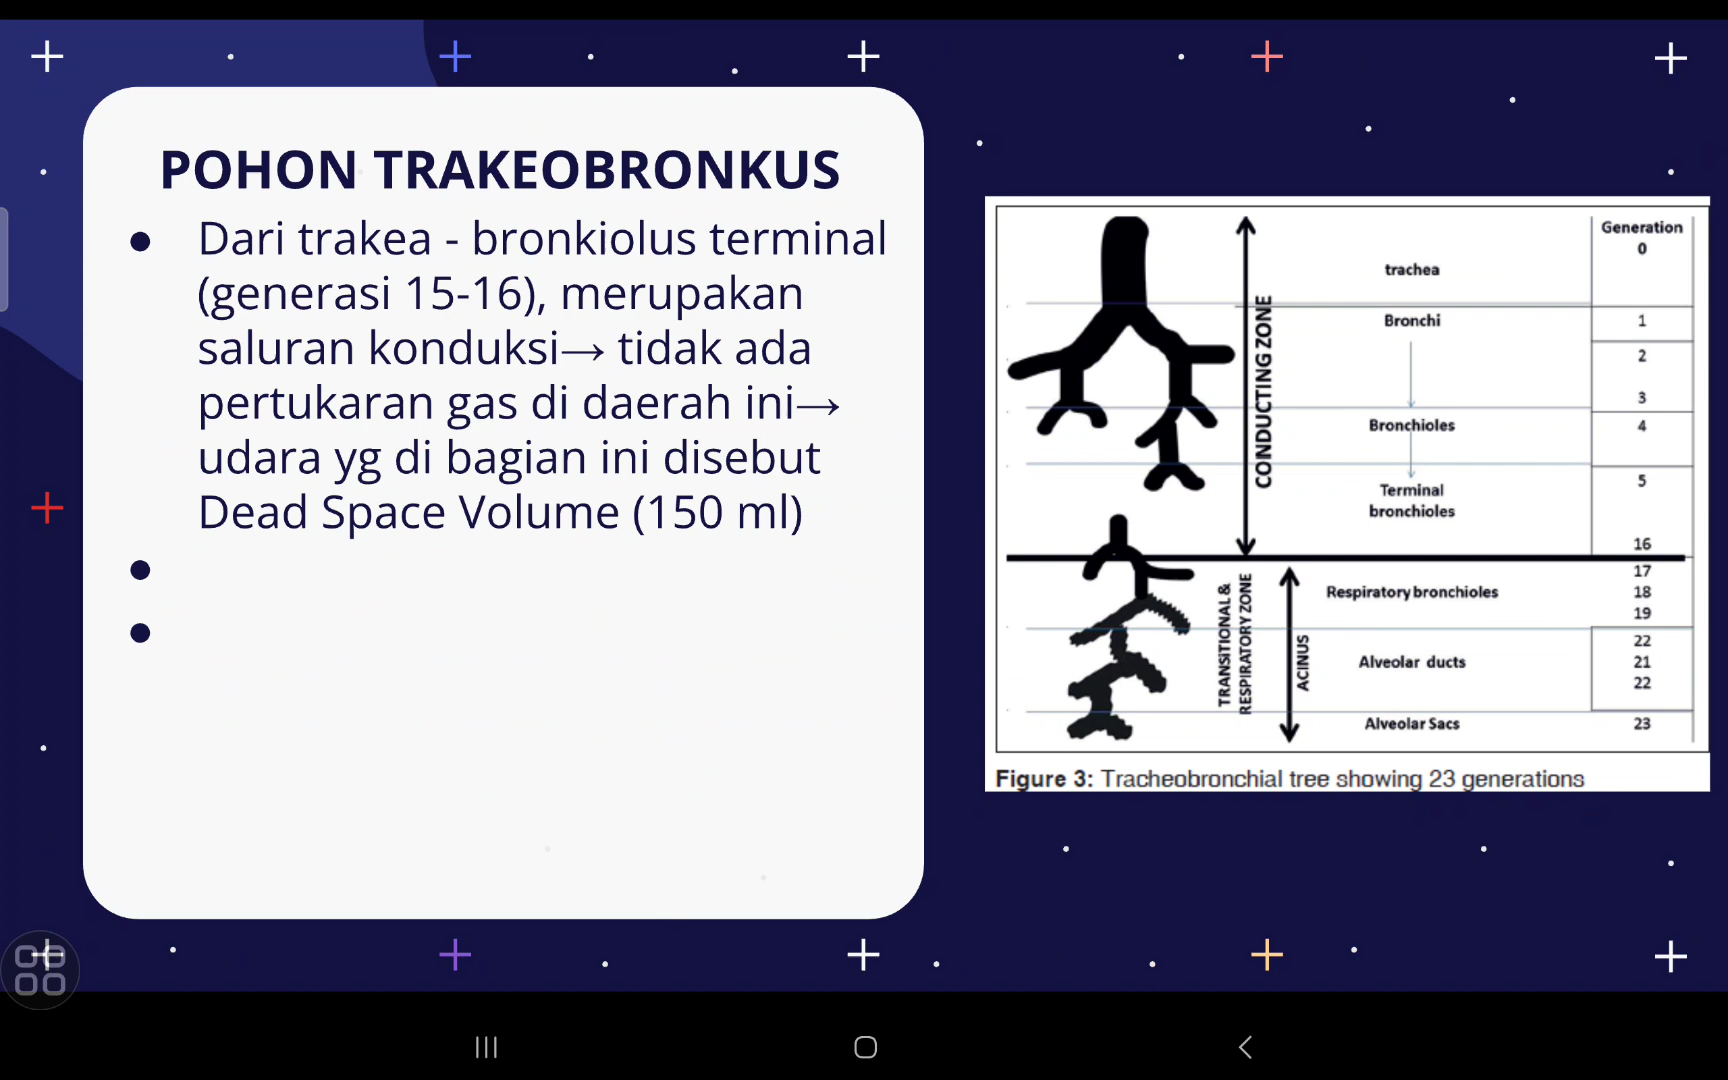 POHON TRAKEOBRONKUS
● Dari trakea - bronkiolus terminal
(generasi 15-16), merupakan
saluran konduksi→ tidak ada
pertukaran gas di daerah ini→
udara yg di bagian ini disebut
Dead Space Volume (150 ml)
●
●
Generation
0
trachea
CONDUCTING ZONE
Bronchi
1
2
3
Bronchioles
4
Terminal
bronchioles
5
16
TRANSITIONAL &
RESPIRATORY ZONE
ACINUS
Respiratory bronchioles
17
18
19
Alveolar ducts
22
21
22
Alveolar Sacs
23
Figure 3: Tracheobronchial tree showing 23 generations